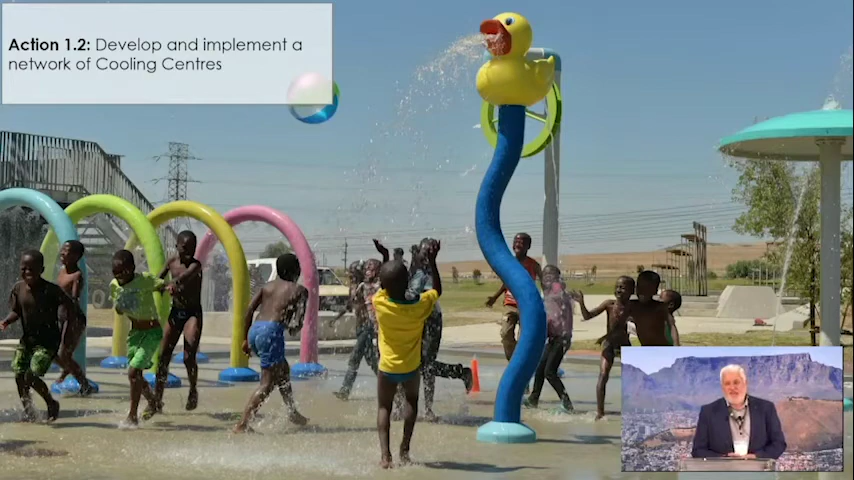 Action 1.2: Develop and implement a
network of Cooling Centres